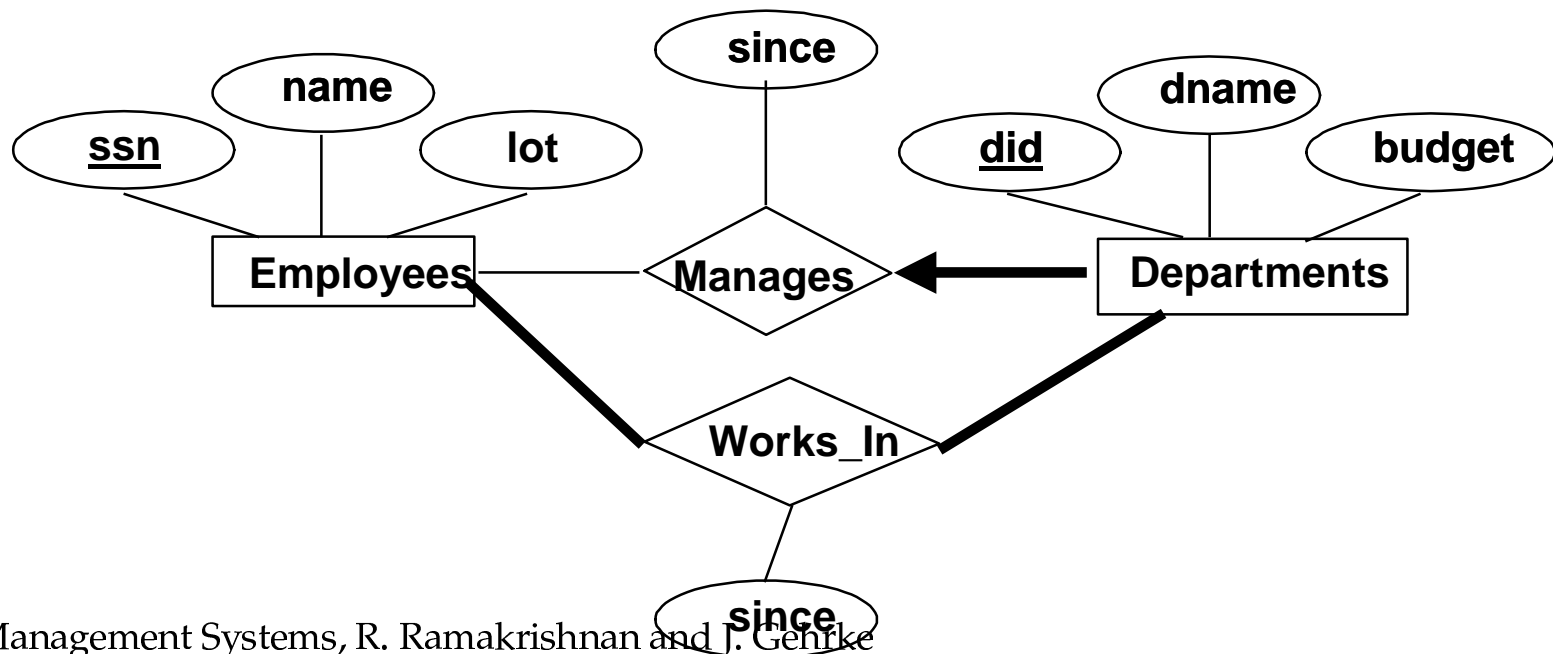 since
name
dname
ssn
lot
did
budget
Employees
Manages
Departments
Works_In
since
Management Systems, R. Ramakrishnan and J. Gehrke